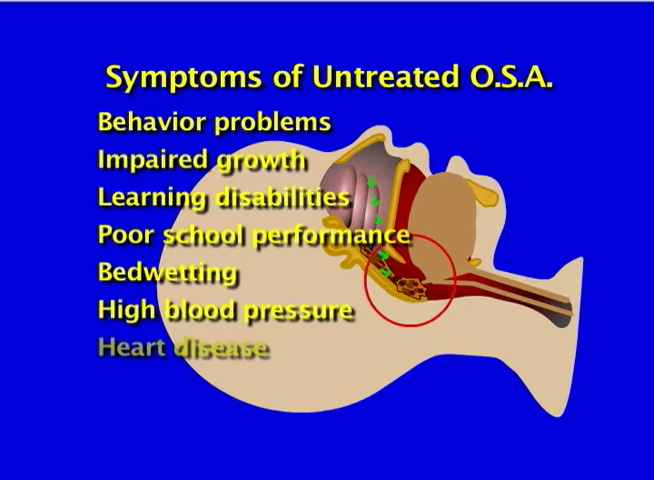 Symptoms of Untreated O.S.A.
Behavior problems
Impaired growth
Learning disabilities
Poor school performance
Bedwetting
High blood pressure
Heart disease